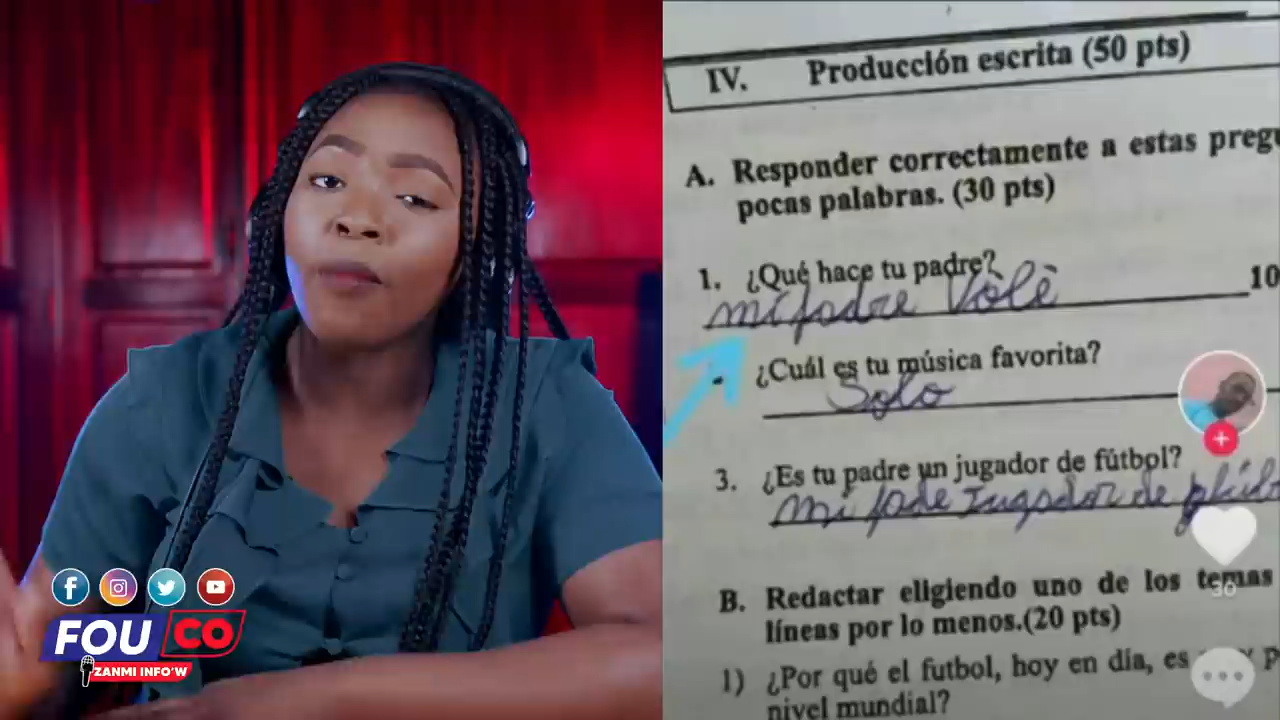 FOU CO
ZANMI INFO'W
IV. Producción escrita (50 pts)
A. Responder correctamente a estas
pocas palabras. (30 pts)
1. ¿Qué hace tu padre?
mi padre Volè
10
¿Cuál es tu música favorita?
Solo
3. ¿Es tu padre un jugador de fútbol?
mi pade Jugador de
B. Redactar eligiendo uno de los temas
líneas por lo menos.(20 pts)
30
1) ¿Por qué el futbol, hoy en día, es
nivel mundial?